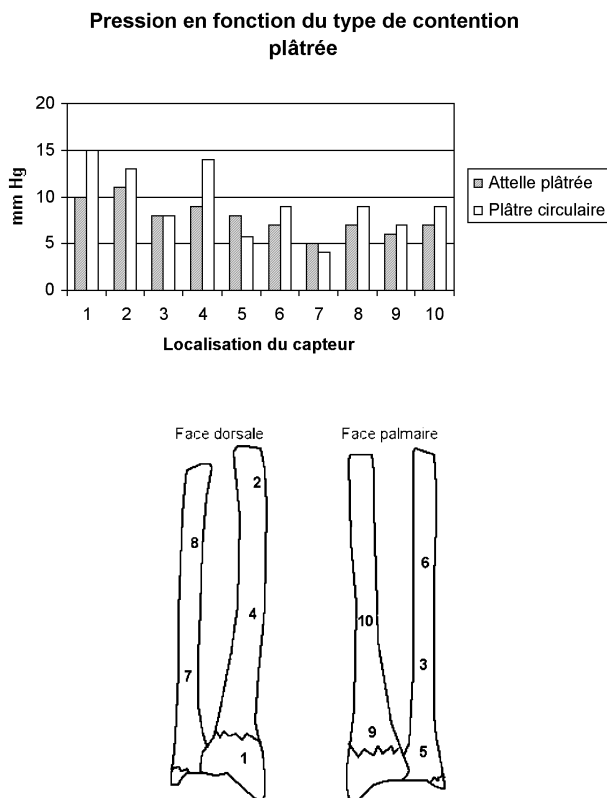 Pression en fonction du type de contention
plâtrée
20
15
10
5
0
mm Hg
1 2 3 4 5 6 7 8 9 10
Localisation du capteur
Attelle plâtrée
Plâtre circulaire
Face dorsale
2
8
4
7
1
Face palmaire
6
10
3
9
5